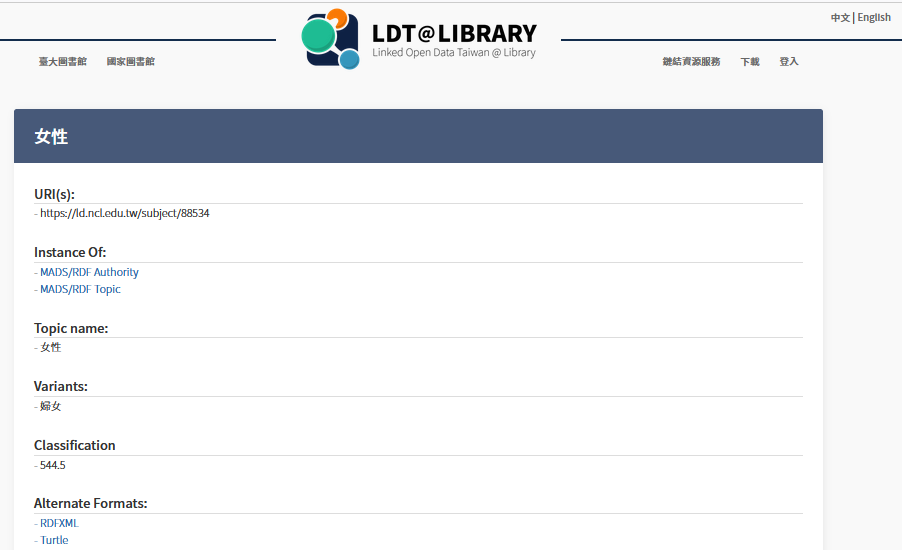 中文 | English
LDT@LIBRARY
Linked Open Data Taiwan @ Library
臺大圖書館 國家圖書館 鏈結資源服務 下載 登入
女性
URI(s):
- https://ld.ncl.edu.tw/subject/88534
Instance Of:
- MADS/RDF Authority
- MADS/RDF Topic
Topic name:
- 女性
Variants:
- 婦女
Classification
- 544.5
Alternate Formats:
- RDFXML
- Turtle